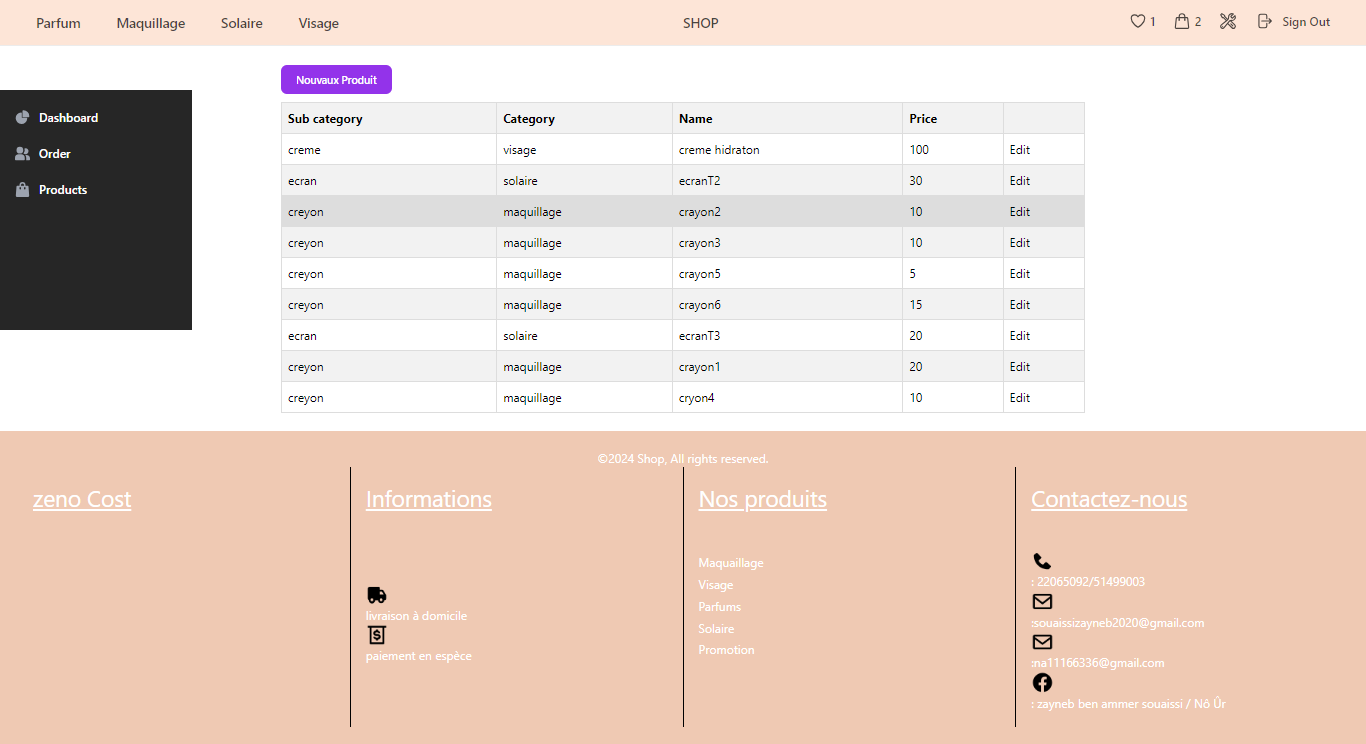 Parfum Maquillage Solaire Visage SHOP 1 2 Sign Out
Nouvaux Produit
Dashboard
Order
Products
Sub category Category Name Price
creme visage creme hidraton 100 Edit
ecran solaire ecranT2 30 Edit
creyon maquillage crayon2 10 Edit
creyon maquillage crayon3 10 Edit
creyon maquillage crayon5 5 Edit
creyon maquillage crayon6 15 Edit
ecran solaire ecranT3 20 Edit
creyon maquillage crayon1 20 Edit
creyon maquillage cryon4 10 Edit
©2024 Shop, All rights reserved.
zeno Cost
Informations
livraison à domicile
paiement en espèce
Nos produits
Maquaillage
Visage
Parfums
Solaire
Promotion
Contactez-nous
: 22065092/51499003
:souaissizayneb2020@gmail.com
:na11166336@gmail.com
: zayneb ben ammer souaissi / Nô Ûr